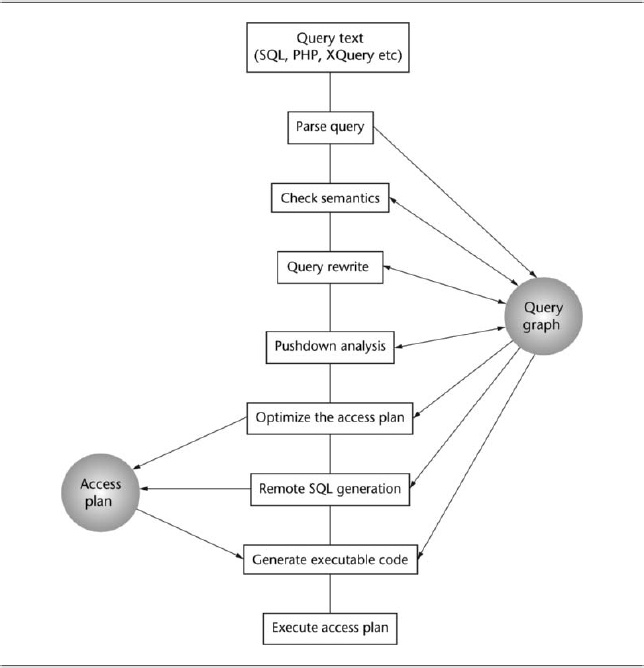 Query text
(SQL, PHP, XQuery etc)
Parse query
Check semantics
Query rewrite
Query
graph
Pushdown analysis
Optimize the access plan
Access
plan
Remote SQL generation
Generate executable code
Execute access plan